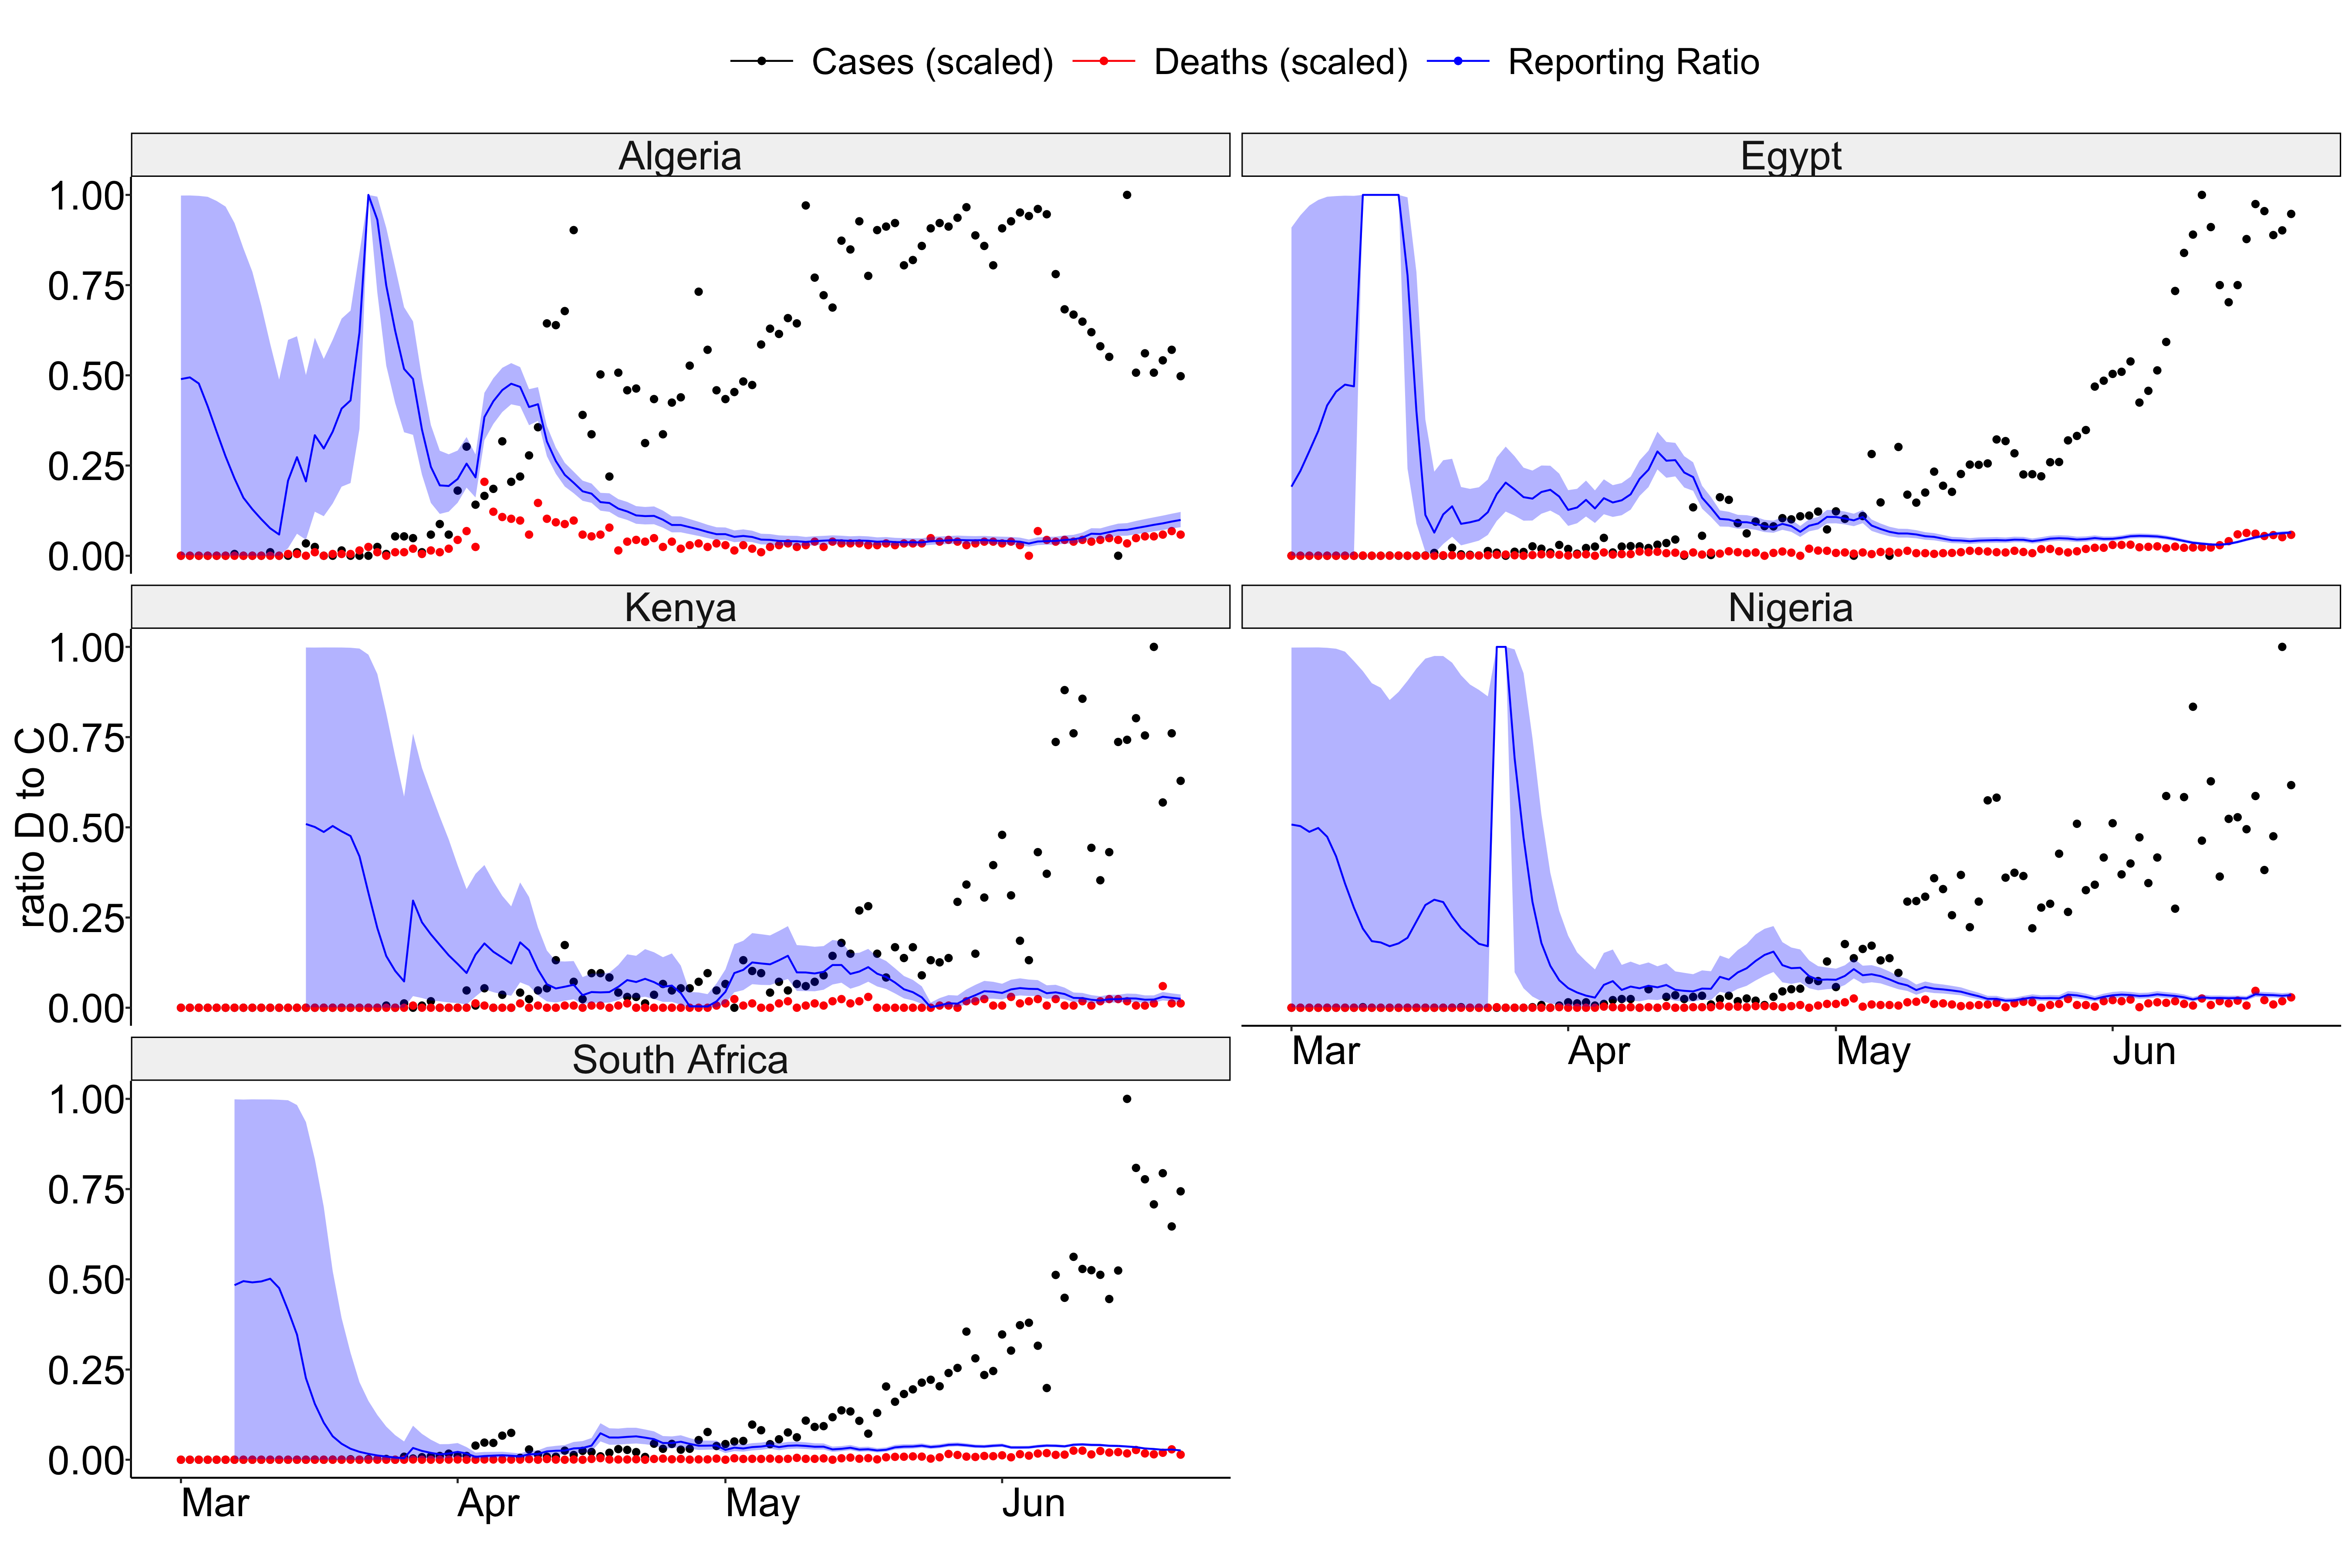 Cases (scaled) Deaths (scaled) Reporting Ratio
Algeria Egypt
1.00
0.75
0.50
0.25
0.00
Kenya Nigeria
1.00
0.75
0.50
0.25
0.00
ratio D to C
Mar Apr May Jun
South Africa
1.00
0.75
0.50
0.25
0.00
Mar Apr May Jun